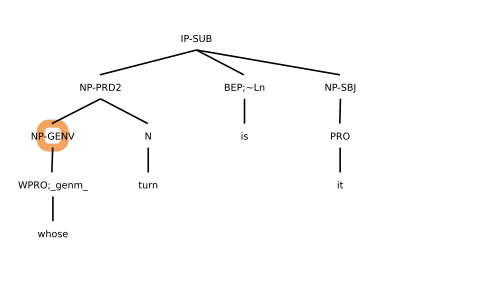 IP-SUB
NP-PRD2 BEP;~Ln NP-SBJ
NP-GENV N is PRO
WPRO;_genm_ turn it
whose